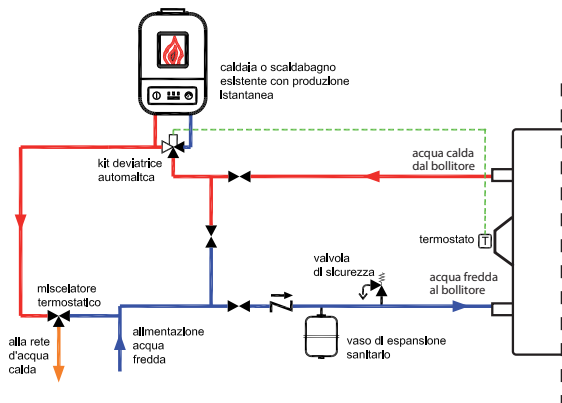 caldaia o scaldabagno
esistente con produzione
istantanea
kit deviatrice
automaltca
acqua calda
dal bollitore
termostato
T
valvola
di sicurezza
acqua fredda
al bollitore
miscelatore
termostatico
alla rete
d'acqua
calda
alimentazione
acqua
fredda
vaso di espansione
sanitario